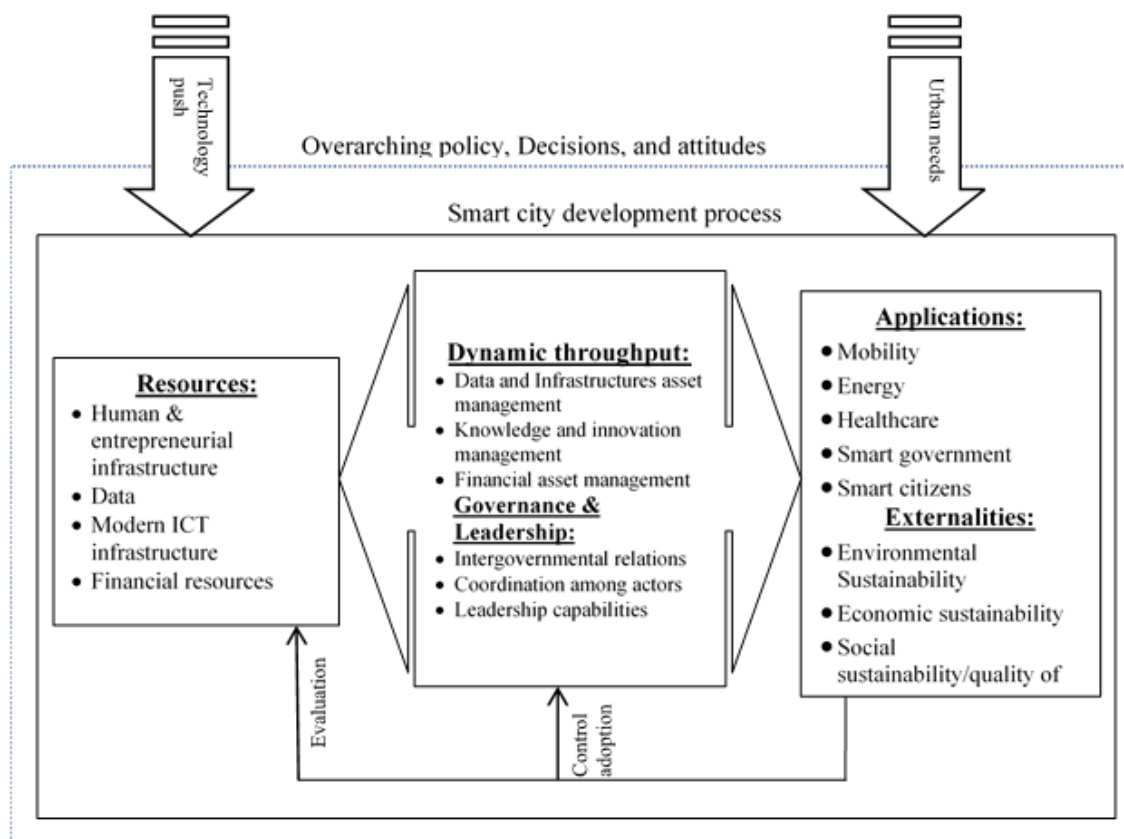 Technology
push
Urban needs
Overarching policy, Decisions, and attitudes
Smart city development process
Resources:
• Human &
entrepreneurial
infrastructure
• Data
• Modern ICT
infrastructure
• Financial resources
Dynamic throughput:
• Data and Infrastructures asset
management
• Knowledge and innovation
management
• Financial asset management
Governance &
Leadership:
• Intergovernmental relations
• Coordination among actors
• Leadership capabilities
Applications:
• Mobility
• Energy
• Healthcare
• Smart government
• Smart citizens
Externalities:
• Environmental
Sustainability
• Economic sustainability
• Social
sustainability/quality of
Evaluation
Control
adoption